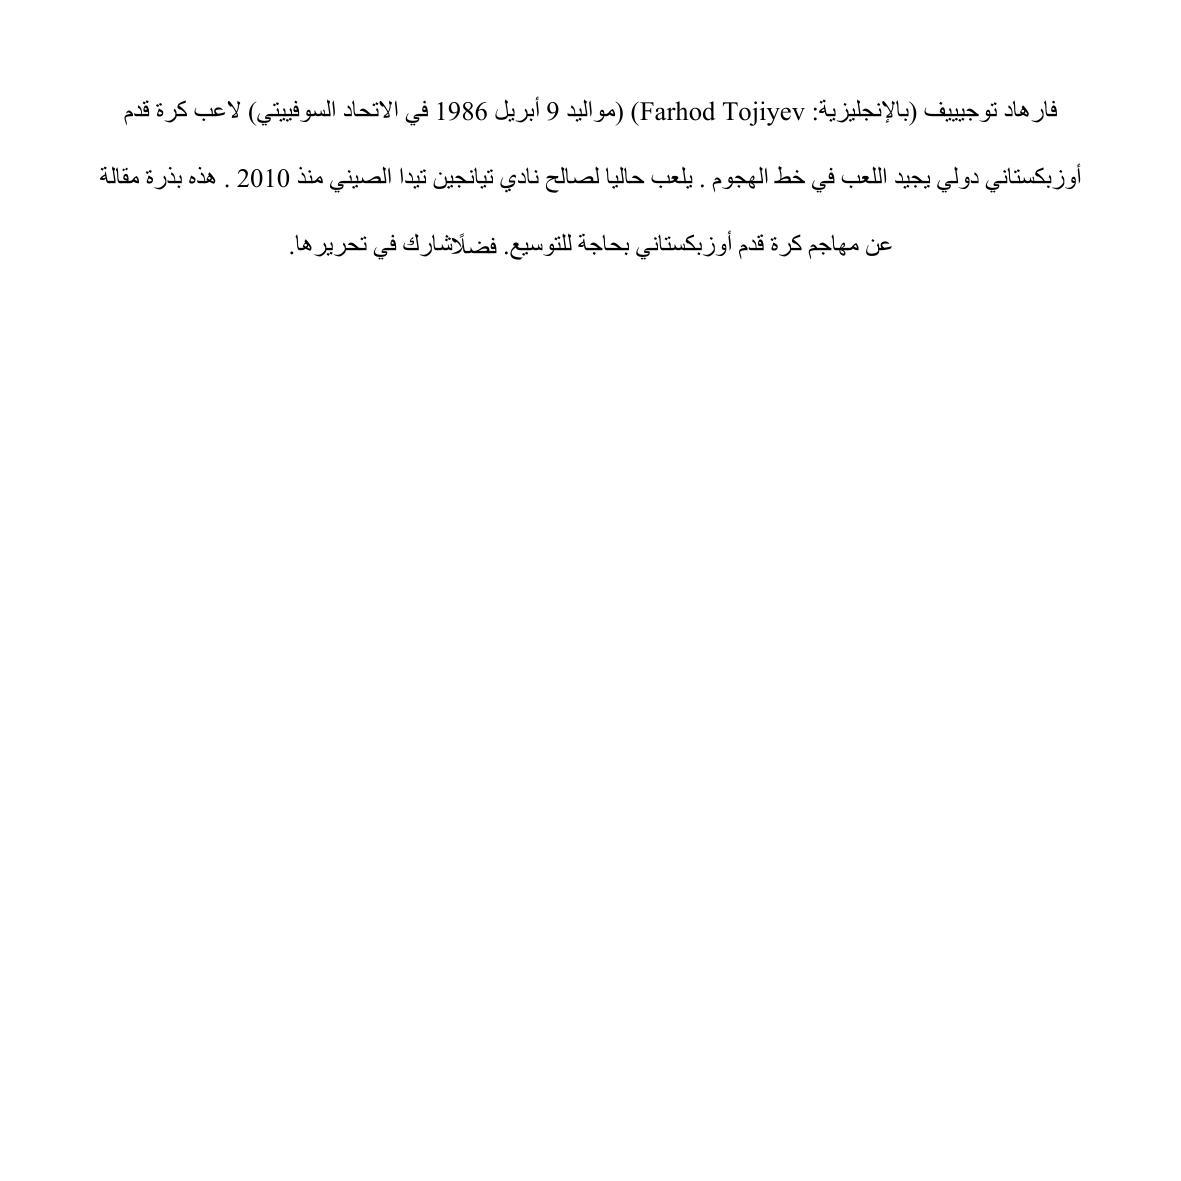 فارهاد توجيييف (بالإنجليزية: Farhod Tojiyev) (مواليد 9 أبريل 1986 في الاتحاد السوفييتي) لاعب كرة قدم
أوزبكستاني دولي يجيد اللعب في خط الهجوم . يلعب حاليا لصالح نادي تيانجين تيدا الصيني منذ 2010 . هذه بذرة مقالة
عن مهاجم كرة قدم أوزبكستاني بحاجة للتوسيع. فضلًاشارك في تحريرها.